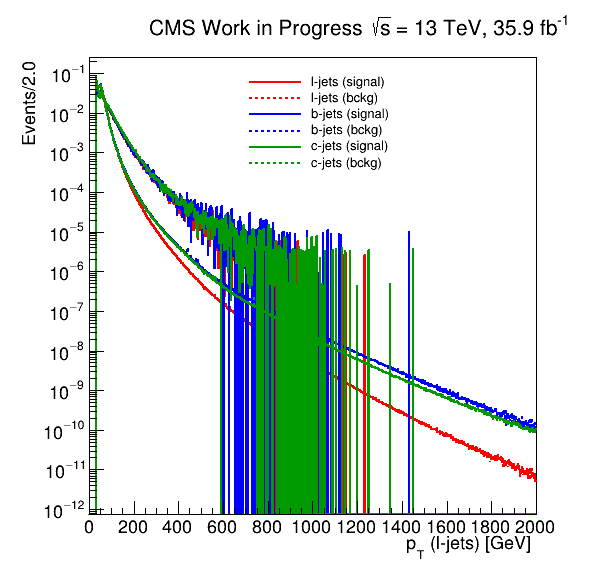 CMS Work in Progress √s = 13 TeV, 35.9 fb⁻¹
Events/2.0
l-jets (signal)
l-jets (bckg)
b-jets (signal)
b-jets (bckg)
c-jets (signal)
c-jets (bckg)
10⁻¹
10⁻²
10⁻³
10⁻⁴
10⁻⁵
10⁻⁶
10⁻⁷
10⁻⁸
10⁻⁹
10⁻¹⁰
10⁻¹¹
10⁻¹²
0 200 400 600 800 1000 1200 1400 1600 1800 2000
p_T (l-jets) [GeV]